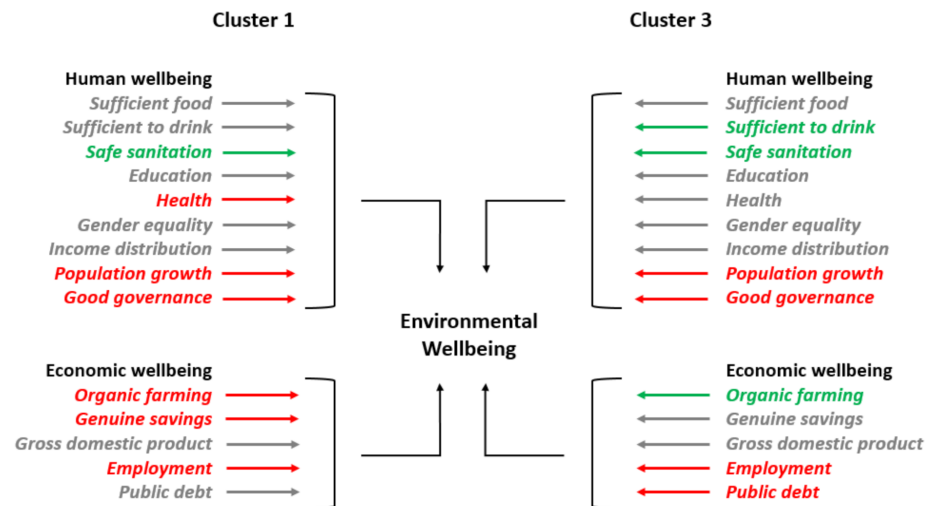 Cluster 1
Human wellbeing
Sufficient food
Sufficient to drink
Safe sanitation
Education
Health
Gender equality
Income distribution
Population growth
Good governance
Economic wellbeing
Organic farming
Genuine savings
Gross domestic product
Employment
Public debt
Environmental
Wellbeing
Cluster 3
Human wellbeing
Sufficient food
Sufficient to drink
Safe sanitation
Education
Health
Gender equality
Income distribution
Population growth
Good governance
Economic wellbeing
Organic farming
Genuine savings
Gross domestic product
Employment
Public debt